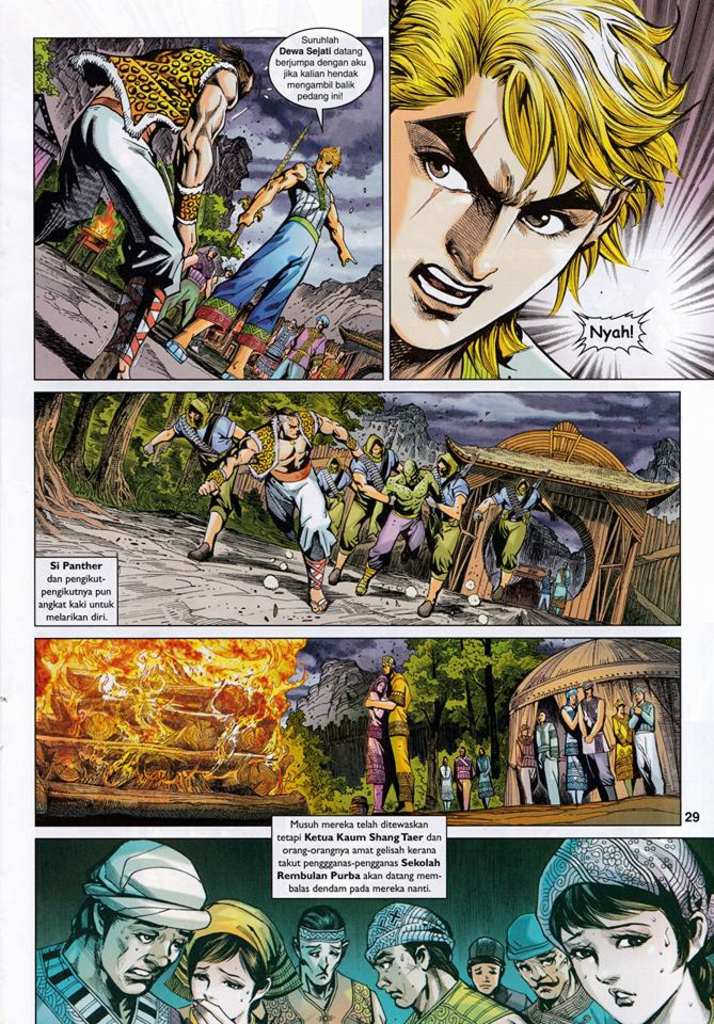 Suruhlah
Dewa Sejati datang
berjumpa dengan aku
jika kalian hendak
mengambil balik
pedang ini!
Nyah!
Si Panther
dan pengikut-
pengikutnya pun
angkat kaki untuk
melarikan diri.
Musuh mereka telah ditewaskan
tetapi Ketua Kaum Shang Taer dan
orang-orangnya amat gelisah kerana
takut pengganas-pengganas Sekolah
Rembulan Purba akan datang mem-
balas dendam pada mereka nanti.
29